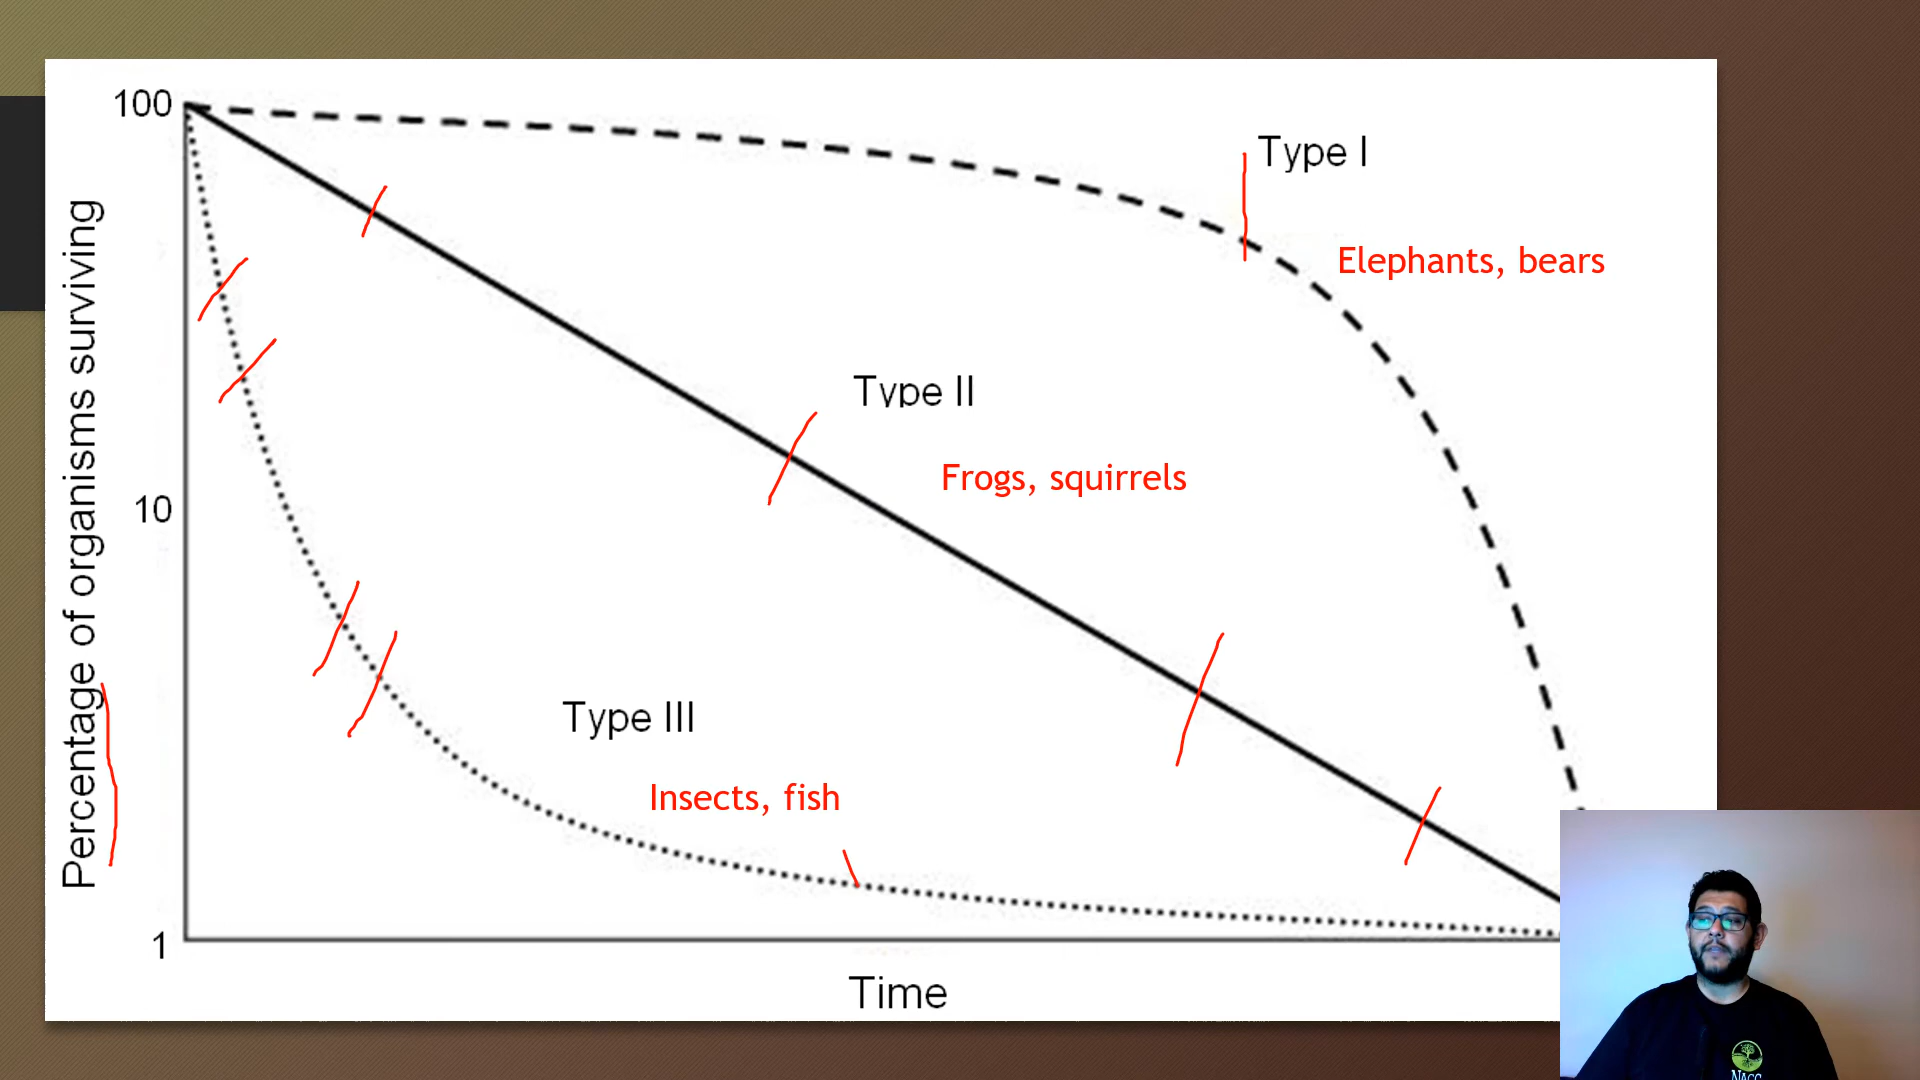 100
Type I
Elephants, bears
Percentage of organisms surviving
Type II
Frogs, squirrels
10
Type III
Insects, fish
1
Time
NACC